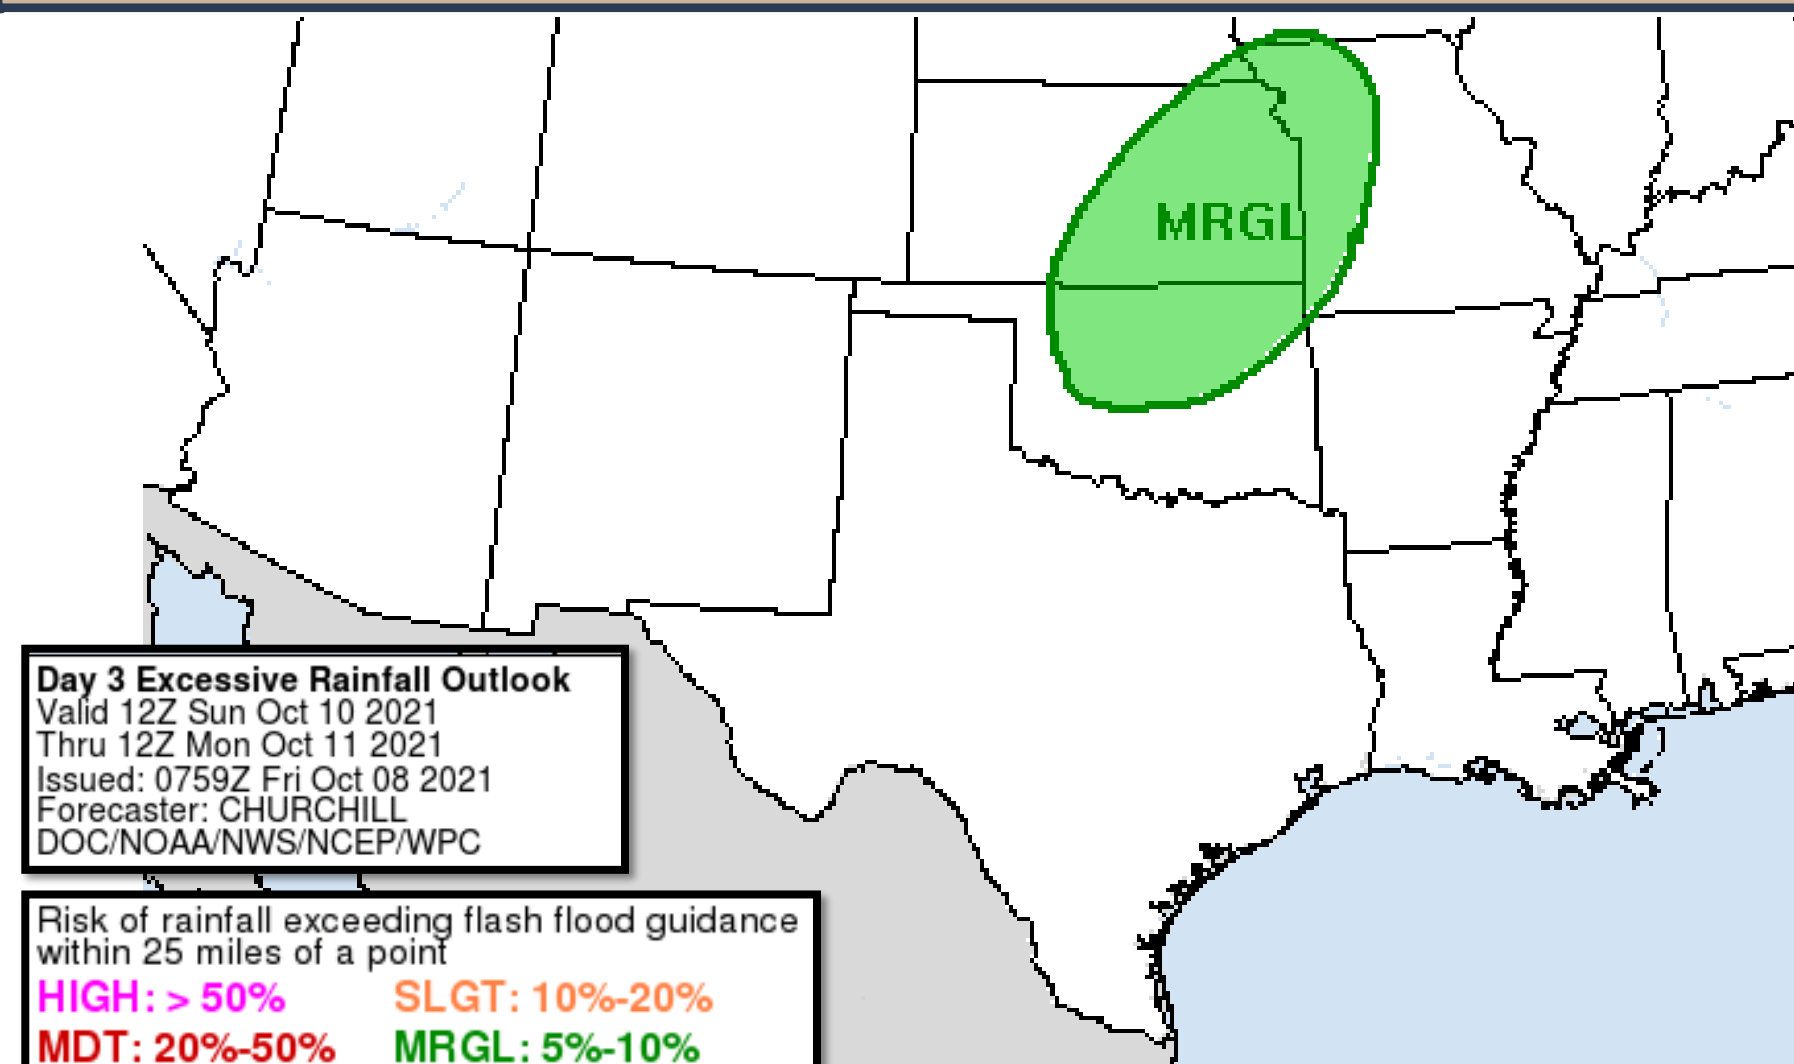 MRGL
Day 3 Excessive Rainfall Outlook
Valid 12Z Sun Oct 10 2021
Thru 12Z Mon Oct 11 2021
Issued: 0759Z Fri Oct 08 2021
Forecaster: CHURCHILL
DOC/NOAA/NWS/NCEP/WPC
Risk of rainfall exceeding flash flood guidance
within 25 miles of a point
HIGH: > 50% SLGT: 10%-20%
MDT: 20%-50% MRGL: 5%-10%